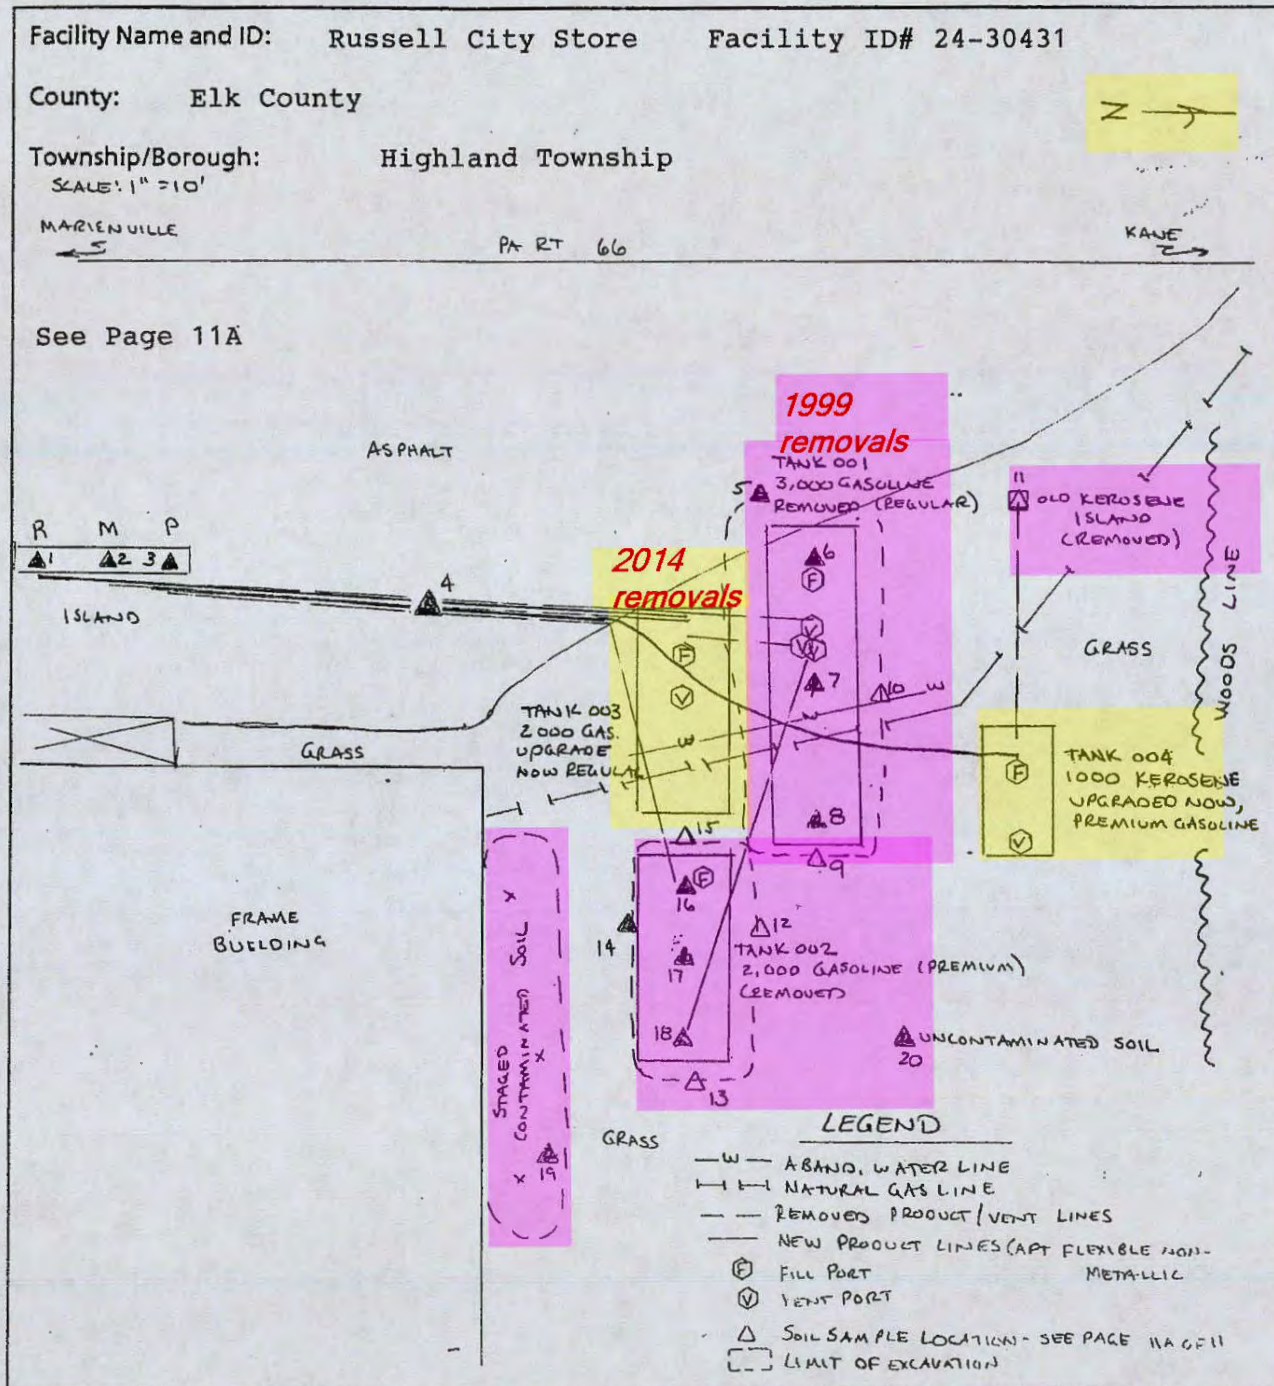 Facility Name and ID: Russell City Store Facility ID# 24-30431
County: Elk County
N
Township/Borough: Highland Township
SCALE: 1" = 10'
MARIENVILLE
S
PA RT 66
KANE
N
See Page 11A
1999
removals
ASPHALT
TANK 001
3,000 GASOLINE
REMOVED (REGULAR)
5
11
OLD KEROSENE
ISLAND
(REMOVED)
R M P
1 2 3
4
2014
removals
6
F
ISLAND
V
V V
F
V
7
10
W
GRASS
WOODS LINE
TANK 003
2000 GAS.
UPGRADE
NOW REGULAR
W
W
GRASS
TANK 004
1000 KEROSENE
UPGRADED NOW,
PREMIUM GASOLINE
F
V
8
15
9
F
16
14
12
17
TANK 002
2,000 GASOLINE (PREMIUM)
(REMOVED)
18
13
FRAME
BUILDING
STAGED
X CONTAMINATED SOIL X
X
19
20
UNCONTAMINATED SOIL
GRASS
LEGEND
W ABAND. WATER LINE
NATURAL GAS LINE
REMOVED PRODUCT/VENT LINES
NEW PRODUCT LINES (APT FLEXIBLE NON-
METALLIC
F FILL PORT
V VENT PORT
SOIL SAMPLE LOCATION - SEE PAGE 11A OF 11
LIMIT OF EXCAVATION